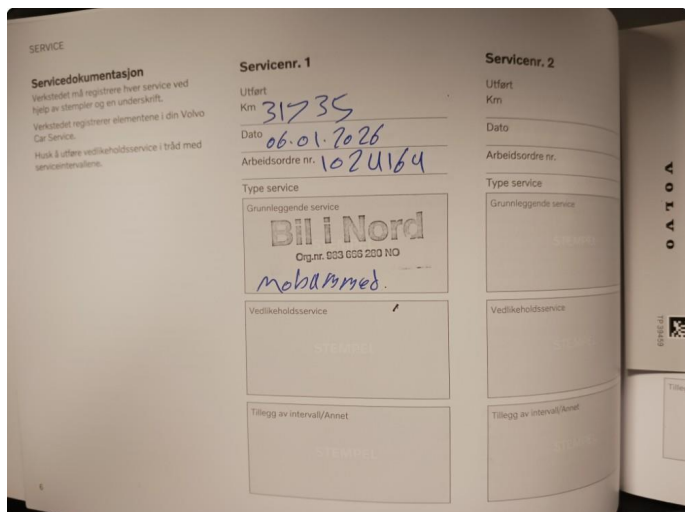 SERVICE
Servicedokumentasjon
Verkstedet må registrere hver service ved
hjelp av stempler og en underskrift.
Verkstedet registrerer elementene i din Volvo
Car Service.
Husk å utføre vedlikeholdsservice i tråd med
serviceintervallene.
6
Servicenr. 1
Utført
Km 31735
Dato 06.01.2026
Arbeidsordre nr. 1024164
Type service
Grunnleggende service
Bil i Nord
Org.nr. 983 666 280 NO
Mohammed.
Vedlikeholdsservice
STEMPEL
Tillegg av intervall/Annet
STEMPEL
Servicenr. 2
Utført
Km
Dato
Arbeidsordre nr.
Type service
Grunnleggende service
STEMPEL
Vedlikeholdsservice
STEMPEL
Tillegg av intervall/Annet
STEMPEL
VOLVO